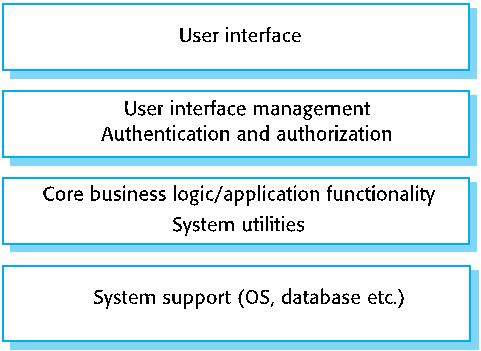 User interface
User interface management
Authentication and authorization
Core business logic/application functionality
System utilities
System support (OS, database etc.)